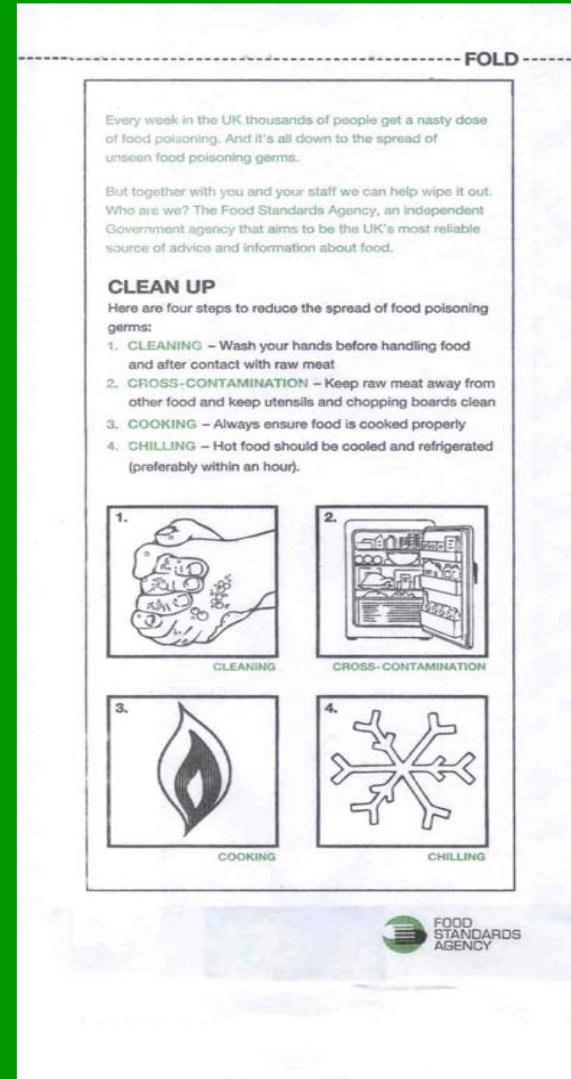 FOLD
Every week in the UK thousands of people get a nasty dose
of food poisoning. And it's all down to the spread of
unseen food poisoning germs.
But together with you and your staff we can help wipe it out.
Who are we? The Food Standards Agency, an independent
Government agency that aims to be the UK's most reliable
source of advice and information about food.
CLEAN UP
Here are four steps to reduce the spread of food poisoning
germs:
1. CLEANING – Wash your hands before handling food
and after contact with raw meat
2. CROSS-CONTAMINATION – Keep raw meat away from
other food and keep utensils and chopping boards clean
3. COOKING – Always ensure food is cooked properly
4. CHILLING – Hot food should be cooled and refrigerated
(preferably within an hour).
1.
2.
CLEANING
CROSS-CONTAMINATION
3.
4.
COOKING
CHILLING
FOOD
STANDARDS
AGENCY